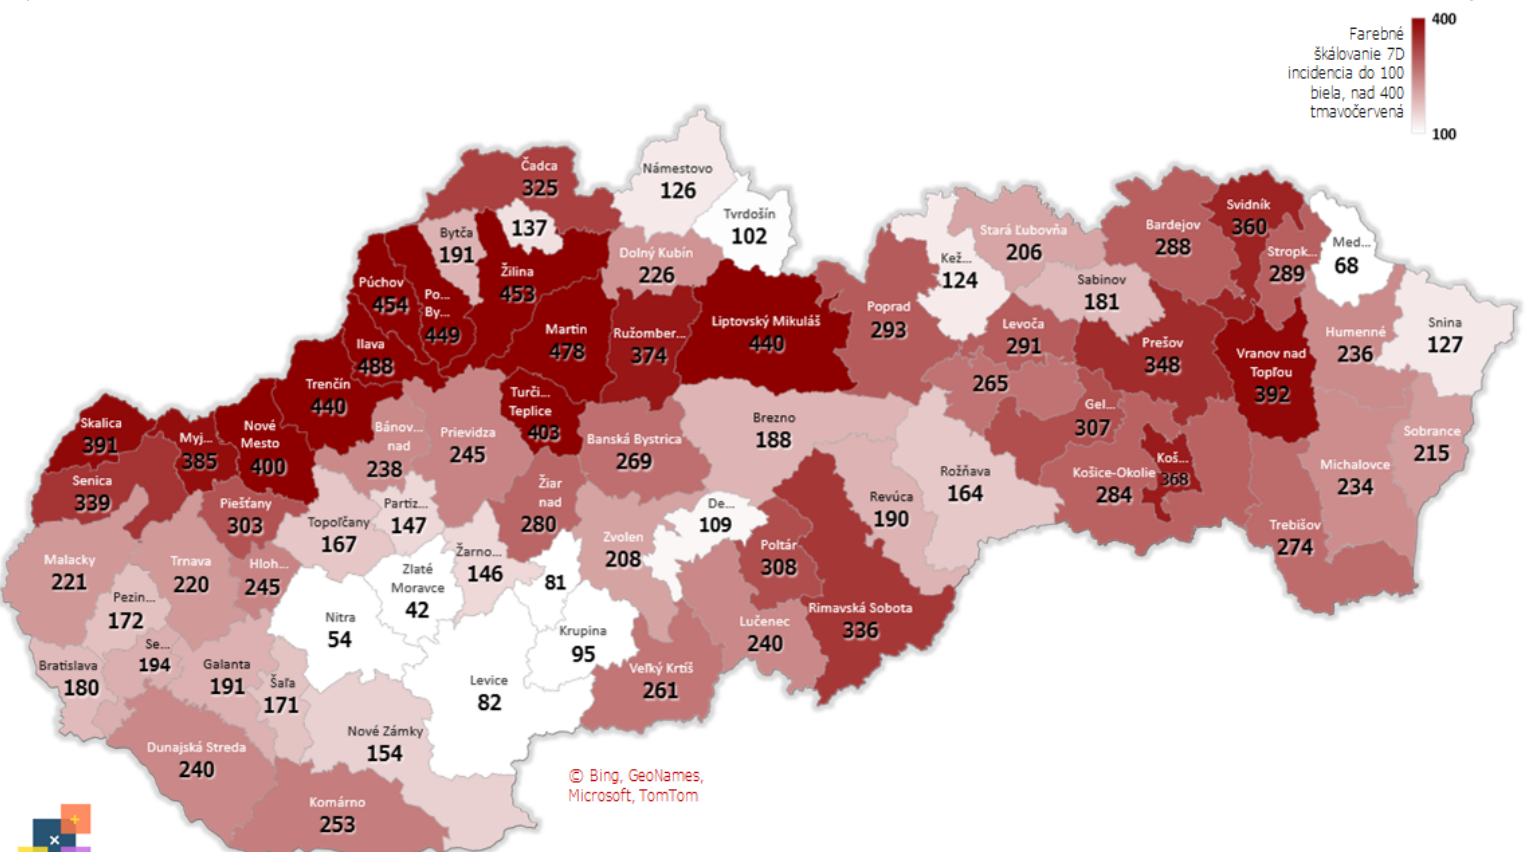 400
Farebné
škálovanie 7D
incidencia do 100
biela, nad 400
tmavočervená
100
Čadca
325
Námestovo
126
Tvrdošín
102
Bytča
191
137
Žilina
453
Dolný Kubín
226
Púchov
454
Po...
By...
449
Ilava
488
Martin
478
Ružomber...
374
Liptovský Mikuláš
440
Poprad
293
Kež...
124
Stará Ľubovňa
206
Sabinov
181
Bardejov
288
Svidník
360
Stropk...
289
Med...
68
Snina
127
Humenné
236
Vranov nad
Topľou
392
Prešov
348
Levoča
291
265
Gel...
307
Košice-Okolie
284
Koš...
368
Sobrance
215
Michalovce
234
Trebišov
274
Trenčín
440
Skalica
391
Myj...
385
Nové
Mesto
400
Bánov...
nad
238
Prievidza
245
Turči...
Teplice
403
Banská Bystrica
269
Brezno
188
Rožňava
164
Revúca
190
Senica
339
Piešťany
303
Topoľčany
167
Partiz...
147
Žiar
nad
280
Zvolen
208
De...
109
Poltár
308
Rimavská Sobota
336
Malacky
221
Trnava
220
Hloh...
245
Pezin...
172
Zlaté
Moravce
42
Žarno...
146
81
Krupina
95
Lučenec
240
Veľký Krtíš
261
Nitra
54
Levice
82
Bratislava
180
Se...
194
Galanta
191
Šaľa
171
Nové Zámky
154
Dunajská Streda
240
Komárno
253
© Bing, GeoNames,
Microsoft, TomTom